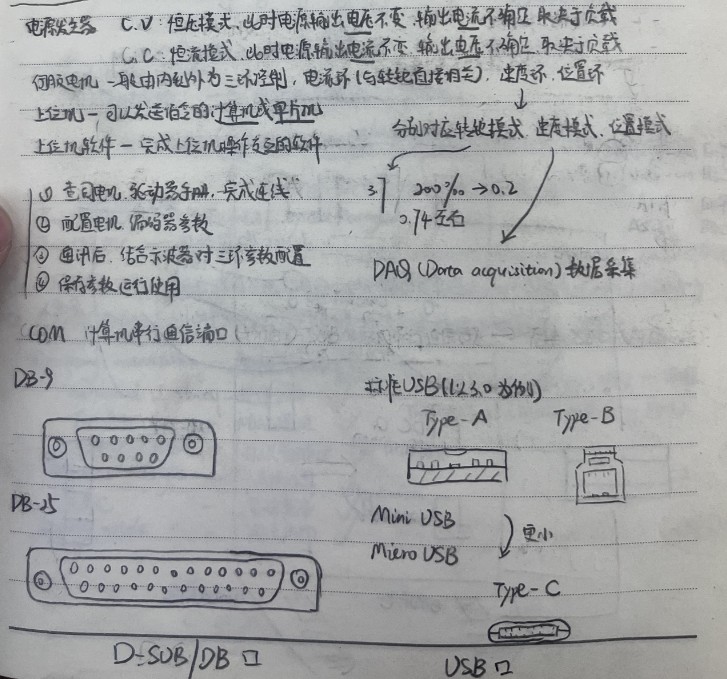 电源发生器 C.V: 恒压模式,此时电源输出电压不变,输出电流不确定,取决于负载
C.C: 恒流模式,此时电源输出电流不变,输出电压不确定,取决于负载
伺服电机 一般由内到外为三环控制,电流环(与转矩直接相关),速度环,位置环
上位机—可以发送指令的计算机或单片机
分别对应转矩模式、速度模式、位置模式
上位机软件—完成上位机操作交互的软件
3.7 200‰→0.2
0.74左右
① 查询电机、驱动器手册,完成连线
② 配置电机、编码器参数
③ 通讯后,结合示波器对三环参数配置
④ 保存参数运行使用
DAQ (Data acquisition) 数据采集
COM 计算机串行通信端口
DB-9
标准USB(以3.0为例)
Type-A Type-B
DB-25
Mini USB
Micro USB
更小
Type-C
D-SUB/DB 口
USB 口